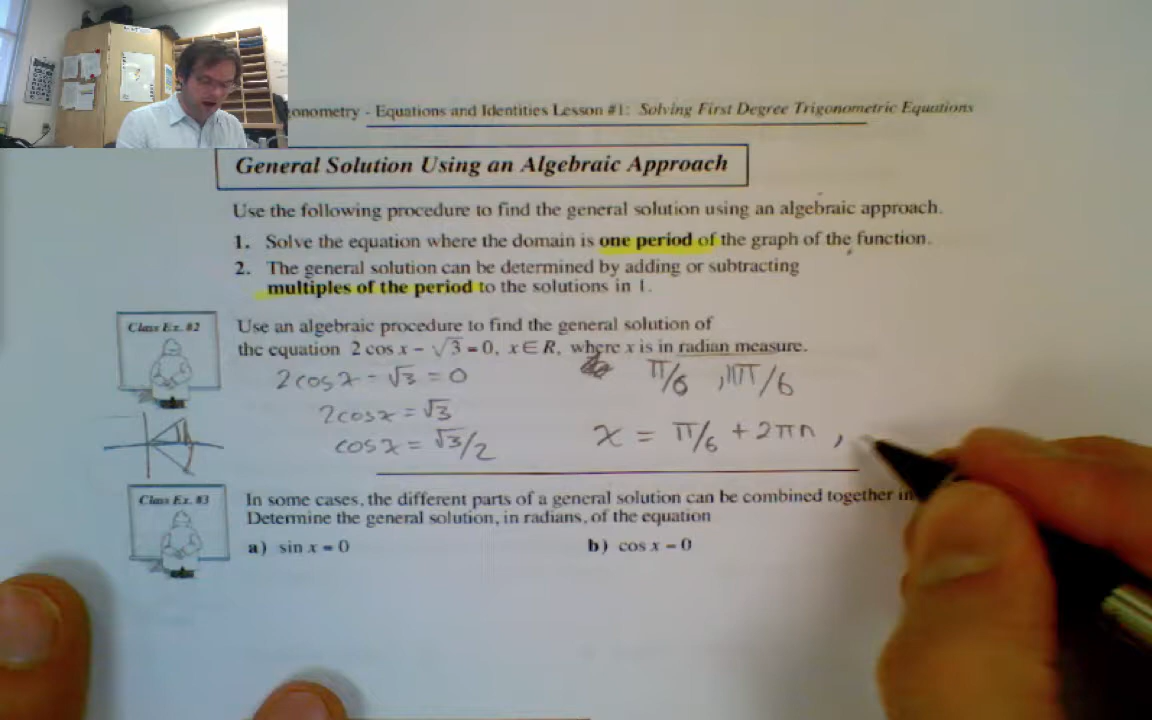 onometry - Equations and Identities Lesson #1: Solving First Degree Trigonometric Equations
General Solution Using an Algebraic Approach
Use the following procedure to find the general solution using an algebraic approach.
1. Solve the equation where the domain is one period of the graph of the function.
2. The general solution can be determined by adding or subtracting
multiples of the period to the solutions in 1.
Class Ex. #2
Use an algebraic procedure to find the general solution of
the equation 2 cos x - √3 = 0, x ∈ R, where x is in radian measure.
2cos x - √3 = 0
π/6 , 11π/6
2cos x = √3
cos x = √3/2
x = π/6 + 2πn ,
Class Ex. #3
In some cases, the different parts of a general solution can be combined together in
Determine the general solution, in radians, of the equation
a) sin x = 0
b) cos x = 0